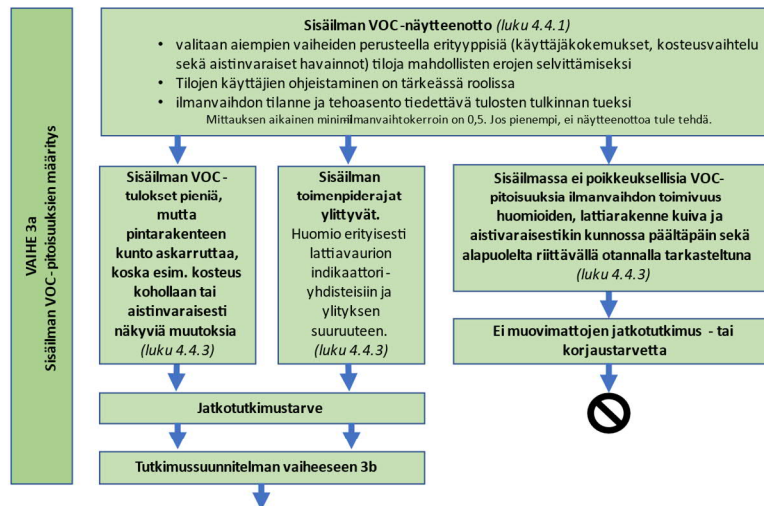 VAIHE 3a
Sisäilman VOC-pitoisuuksien määritys
Sisäilman VOC-näytteenotto (luku 4.4.1)
• valitaan aiempien vaiheiden perusteella erityyppisiä (käyttäjäkokemukset, kosteusvaihtelu
sekä aistinvaraiset havainnot) tiloja mahdollisten erojen selvittämiseksi
• Tilojen käyttäjien ohjeistaminen on tärkeässä roolissa
• ilmanvaihdon tilanne ja tehoasento tiedettävä tulosten tulkinnan tueksi
Mittauksen aikainen minimilmanvaihtokerroin on 0,5. Jos pienempi, ei näytteenottoa tule tehdä.
Sisäilman VOC-
tulokset pieniä,
mutta
pintarakenteen
kunto askarruttaa,
koska esim. kosteus
kohollaan tai
aistinvaraisesti
näkyviä muutoksia
(luku 4.4.3)
Sisäilman
toimenpiderajat
ylittyvät.
Huomio erityisesti
lattiavaurion
indikaattori-
yhdisteisiin ja
ylityksen
suuruuteen.
(luku 4.4.3)
Sisäilmassa ei poikkeuksellisia VOC-
pitoisuuksia ilmanvaihdon toimivuus
huomioiden, lattiarakenne kuiva ja
aistivaraisestikin kunnossa päältäpäin sekä
alapuolelta riittävällä otannalla tarkasteltuna
(luku 4.4.3)
Jatkotutkimustarve
Ei muovimattojen jatkotutkimus - tai
korjaustarvetta
Tutkimussuunnitelman vaiheeseen 3b